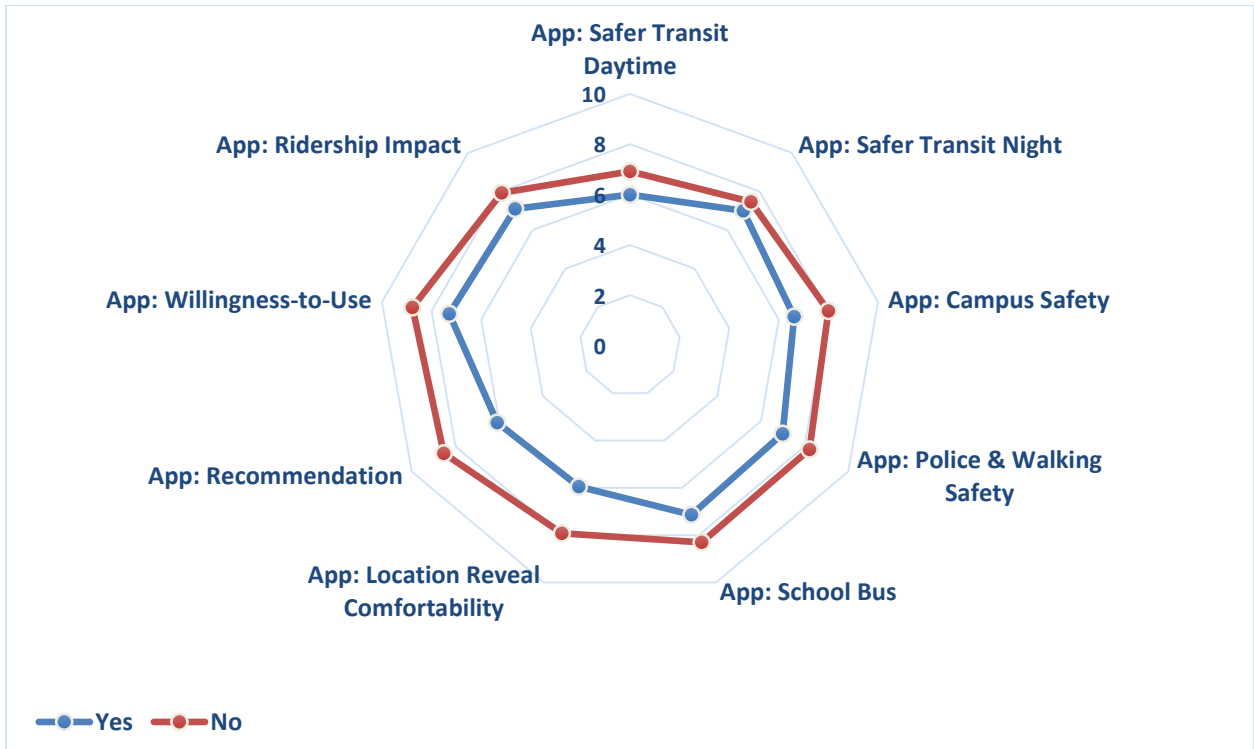 App: Safer Transit
Daytime
10
App: Ridership Impact
App: Safer Transit Night
8
6
4
App: Willingness-to-Use
App: Campus Safety
2
0
App: Recommendation
App: Police & Walking
Safety
App: Location Reveal
Comfortability
App: School Bus
Yes
No